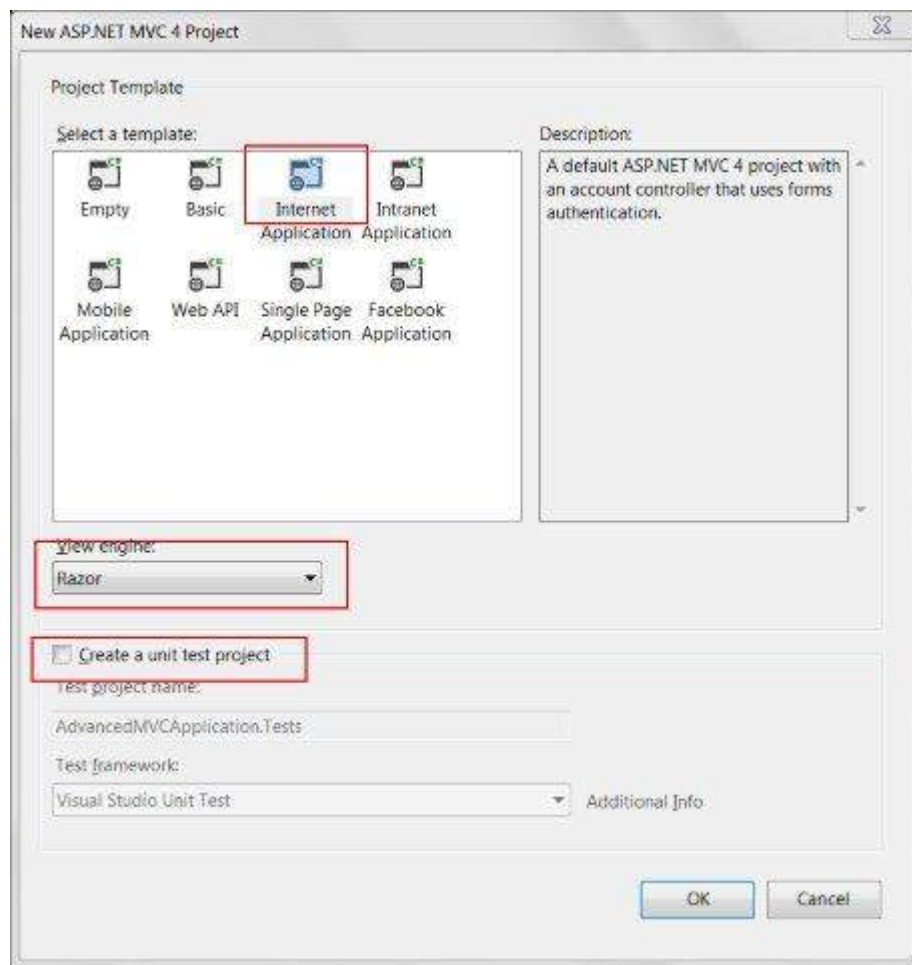 New ASP.NET MVC 4 Project
Project Template
Select a template:
Description:
Empty
Basic
Internet Application
Intranet Application
Mobile Application
Web API
Single Page Application
Facebook Application
A default ASP.NET MVC 4 project with
an account controller that uses forms
authentication.
View engine:
Razor
Create a unit test project
Test project name:
AdvancedMVCApplication.Tests
Test framework:
Visual Studio Unit Test
Additional Info
OK
Cancel